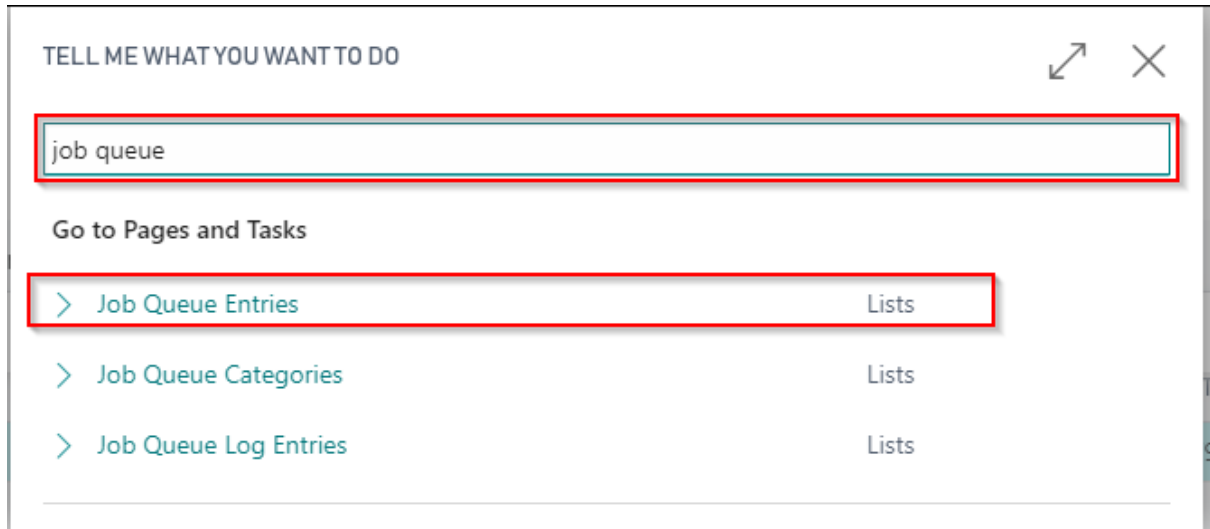 TELL ME WHAT YOU WANT TO DO
job queue
Go to Pages and Tasks
Job Queue Entries Lists
Job Queue Categories Lists
Job Queue Log Entries Lists